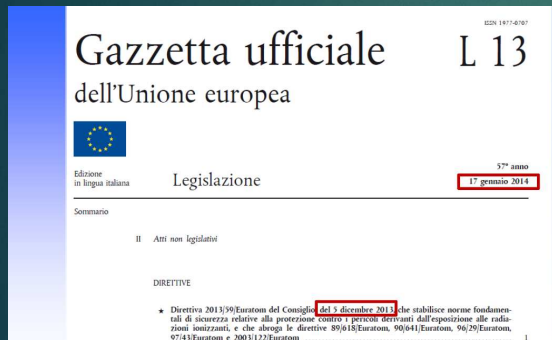 ISSN 1977-0707
Gazzetta ufficiale
L 13
dell'Unione europea
57° anno
Edizione
in lingua italiana
Legislazione
17 gennaio 2014
Sommario
II Atti non legislativi
DIRETTIVE
★ Direttiva 2013/59/Euratom del Consiglio, del 5 dicembre 2013, che stabilisce norme fondamen-
tali di sicurezza relative alla protezione contro i pericoli derivanti dall'esposizione alle radia-
zioni ionizzanti, e che abroga le direttive 89/618/Euratom, 90/641/Euratom, 96/29/Euratom,
97/43/Euratom e 2003/122/Euratom 1